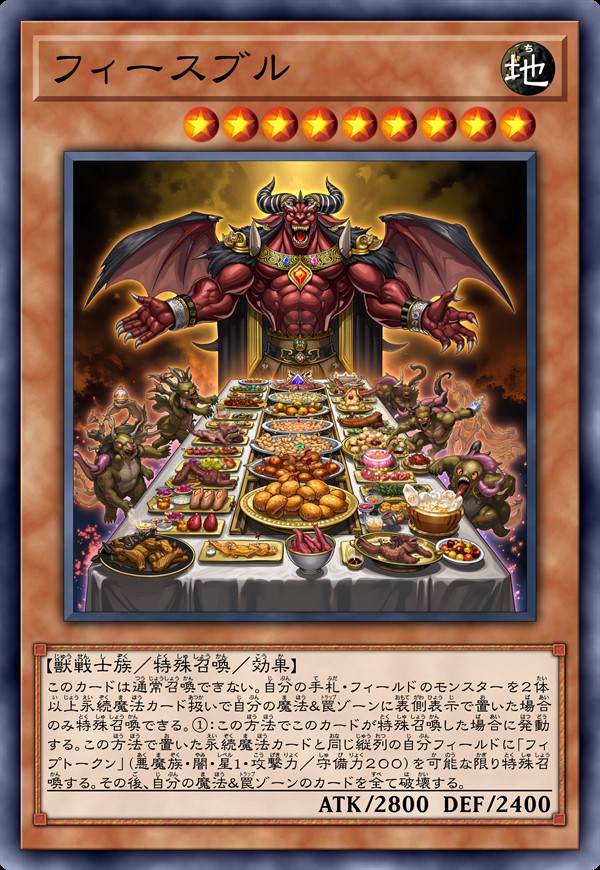 フィースブル
地
【獣戦士族／特殊召喚／効果】
このカードは通常召喚できない。自分の手札・フィールドのモンスターを2体
以上永続魔法カード扱いで自分の魔法&罠ゾーンに表側表示で置いた場合
のみ特殊召喚できる。①：この方法でこのカードが特殊召喚した場合に発動
する。この方法で置いた永続魔法カードと同じ縦列の自分フィールドに「フィ
ブトークン」（悪魔族・闇・星1・攻撃力／守備力200）を可能な限り特殊召
喚する。その後、自分の魔法&罠ゾーンのカードを全て破壊する。
ATK/2800 DEF/2400